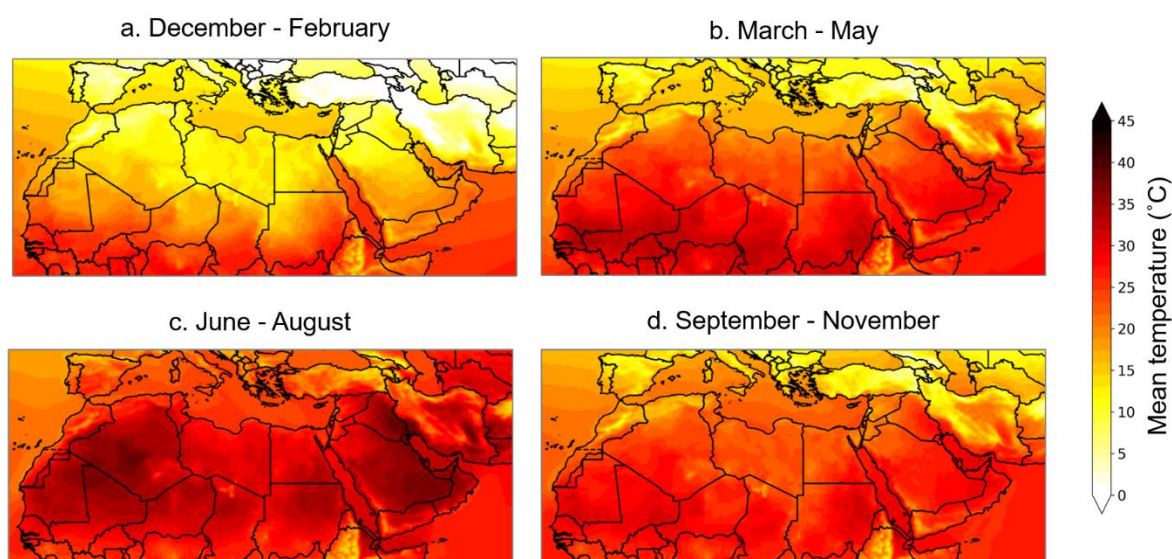 a. December - February
b. March - May
c. June - August
d. September - November
45
40
35
30
25
20
15
10
5
0
Mean temperature (˚C)